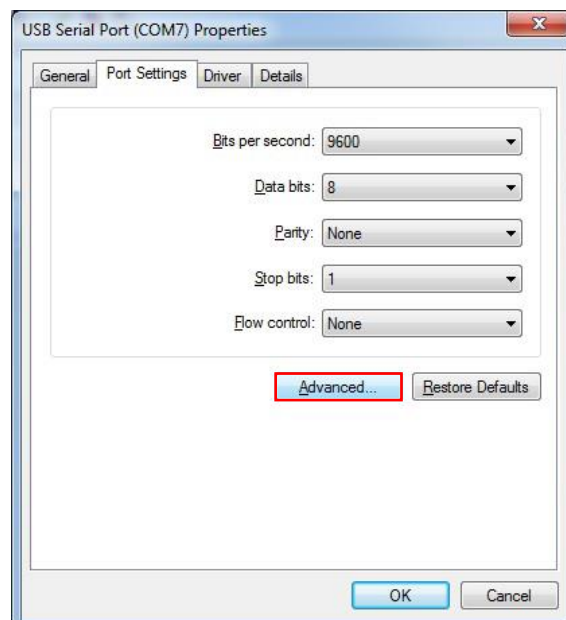 USB Serial Port (COM7) Properties
General Port Settings Driver Details
Bits per second: 9600
Data bits: 8
Parity: None
Stop bits: 1
Flow control: None
Advanced... Restore Defaults
OK Cancel